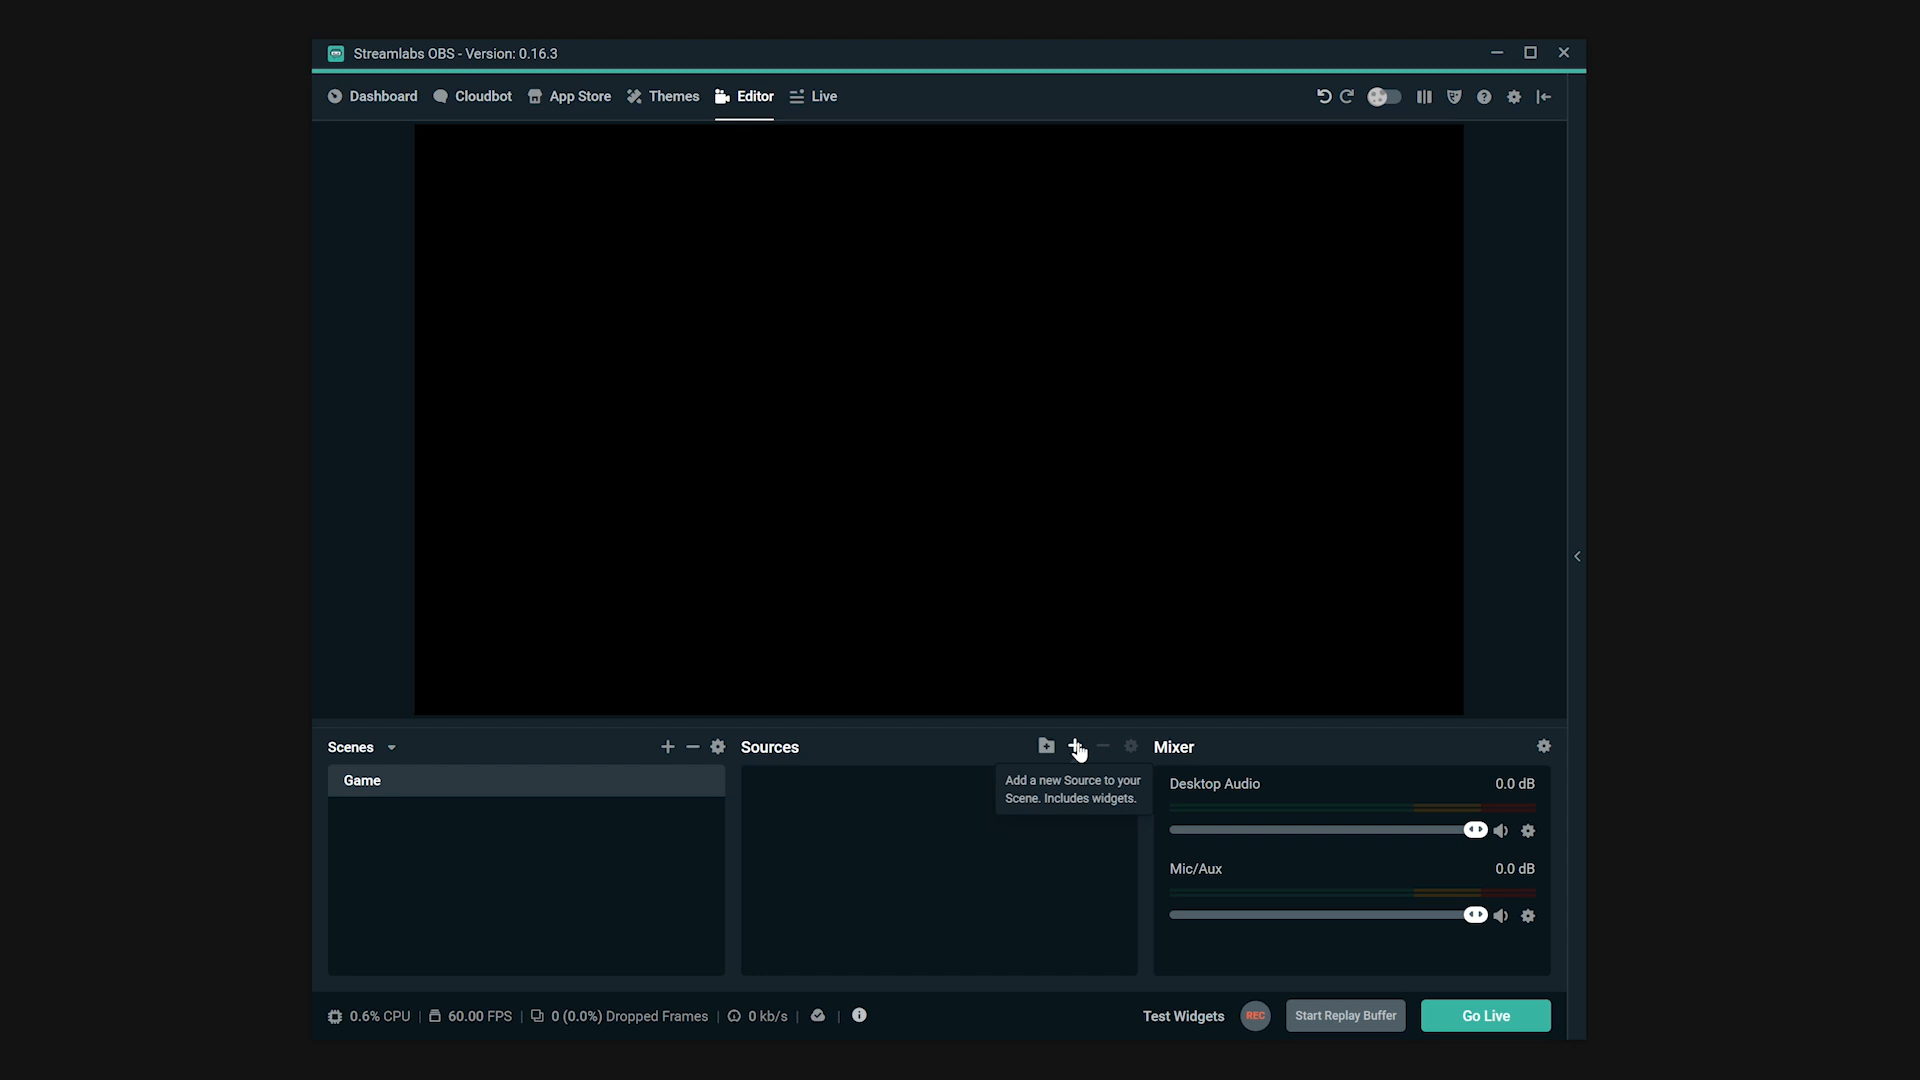 Streamlabs OBS - Version: 0.16.3
Dashboard
Cloudbot
App Store
Themes
Editor
Live
Scenes
Sources
Mixer
Game
Add a new Source to your
Scene. Includes widgets.
Desktop Audio
0.0 dB
Mic/Aux
0.0 dB
0.6% CPU
60.00 FPS
0 (0.0%) Dropped Frames
0 kb/s
Test Widgets
REC
Start Replay Buffer
Go Live